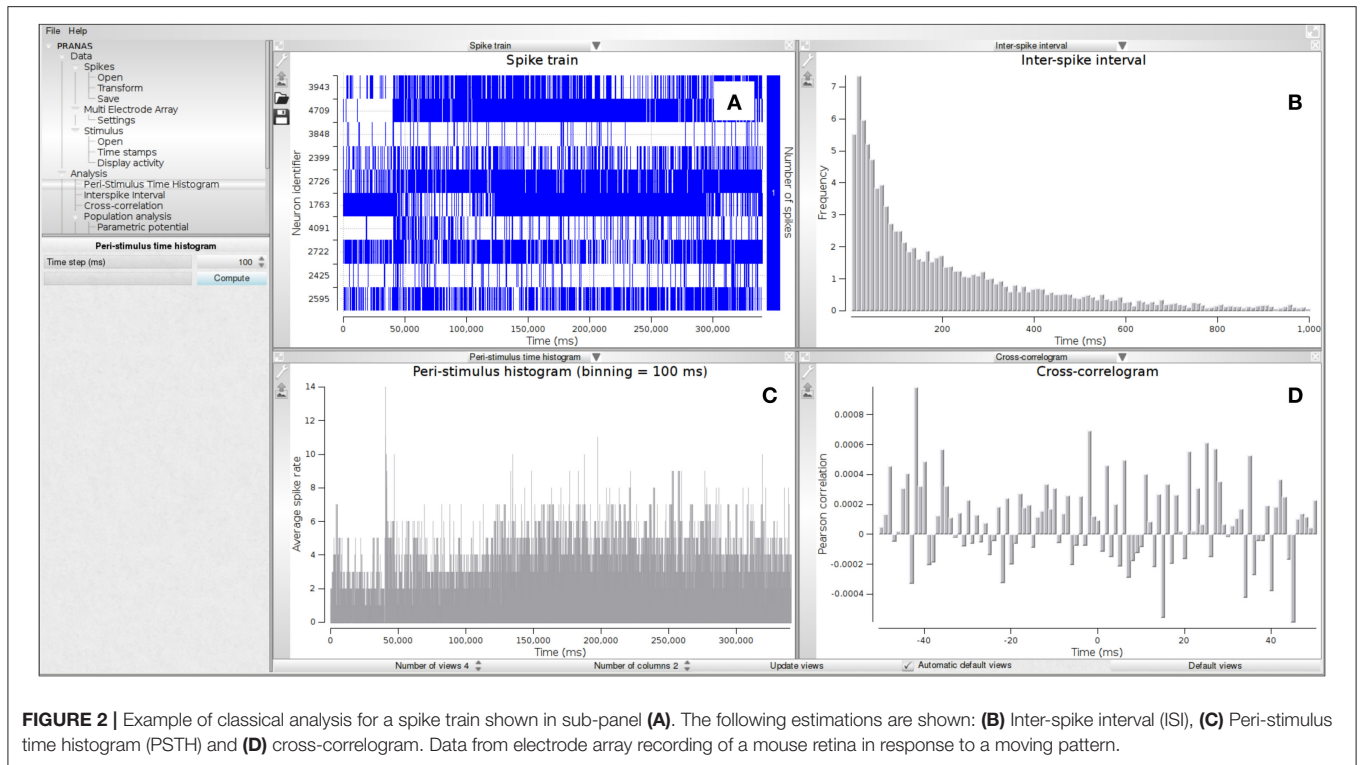 File Help
PRANAS
Data
Spikes
Open
Transform
Save
Multi Electrode Array
Settings
Stimulus
Open
Time stamps
Display activity
Analysis
Peri-Stimulus Time Histogram
Interspike Interval
Cross-correlation
Population analysis
Parametric potential
Peri-stimulus time histogram
Time step (ms) 100
Compute
Spike train
Spike train
A
Neuron identifier
3943
4709
3848
2399
2726
1763
4091
2722
2425
2595
0 50,000 100,000 150,000 200,000 250,000 300,000
Time (ms)
1
Number of spikes
Inter-spike interval
Inter-spike interval
B
Frequency
7
6
5
4
3
2
1
0
200 400 600 800 1,000
Time (ms)
Peri-stimulus time histogram
Peri-stimulus histogram (binning = 100 ms)
C
Average spike rate
14
12
10
8
6
4
2
0
0 50,000 100,000 150,000 200,000 250,000 300,000
Time (ms)
Cross-correlogram
Cross-correlogram
D
Pearson correlation
0.0008
0.0006
0.0004
0.0002
0
-0.0002
-0.0004
-40 -20 0 20 40
Time (ms)
Number of views 4 Number of columns 2 Update views Automatic default views Default views
FIGURE 2 | Example of classical analysis for a spike train shown in sub-panel (A). The following estimations are shown: (B) Inter-spike interval (ISI), (C) Peri-stimulus
time histogram (PSTH) and (D) cross-correlogram. Data from electrode array recording of a mouse retina in response to a moving pattern.